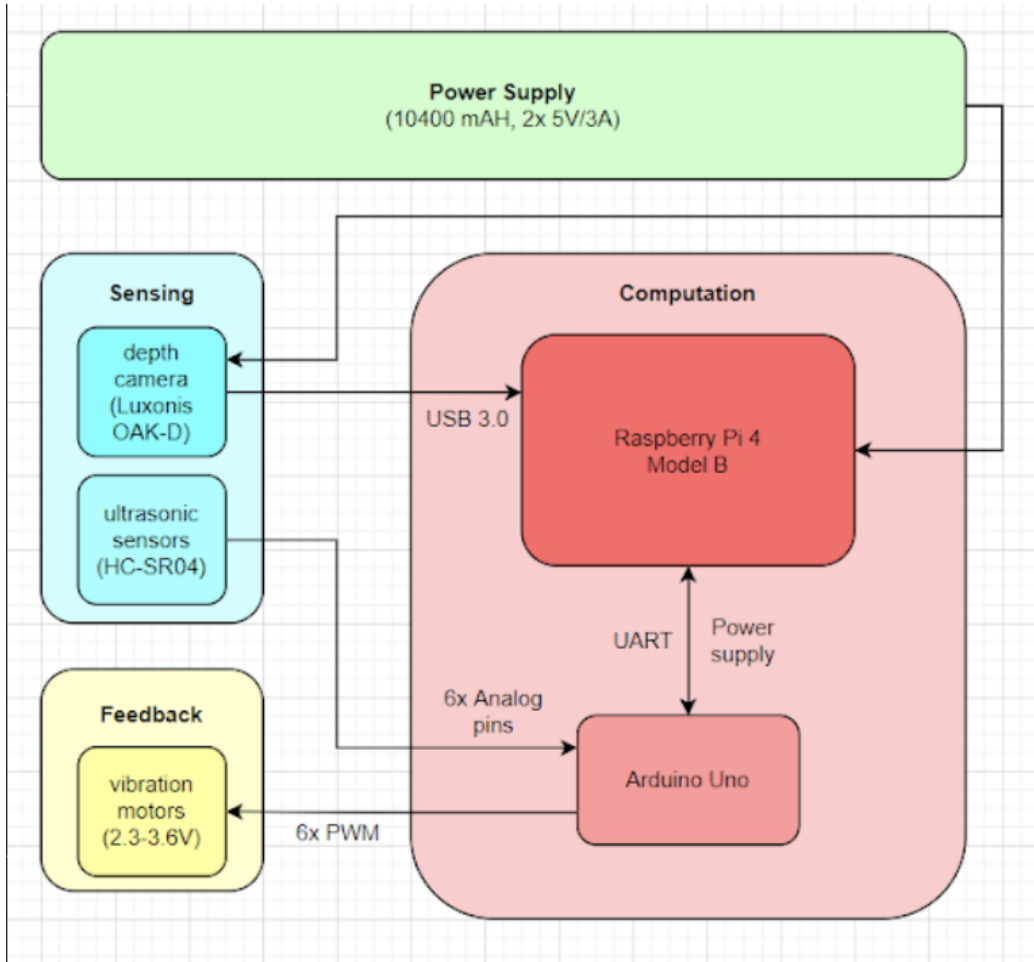 Power Supply
(10400 mAH, 2x 5V/3A)
Sensing
depth
camera
(Luxonis
OAK-D)
ultrasonic
sensors
(HC-SR04)
Feedback
vibration
motors
(2.3-3.6V)
Computation
USB 3.0
Raspberry Pi 4
Model B
UART
Power
supply
6x Analog
pins
Arduino Uno
6x PWM